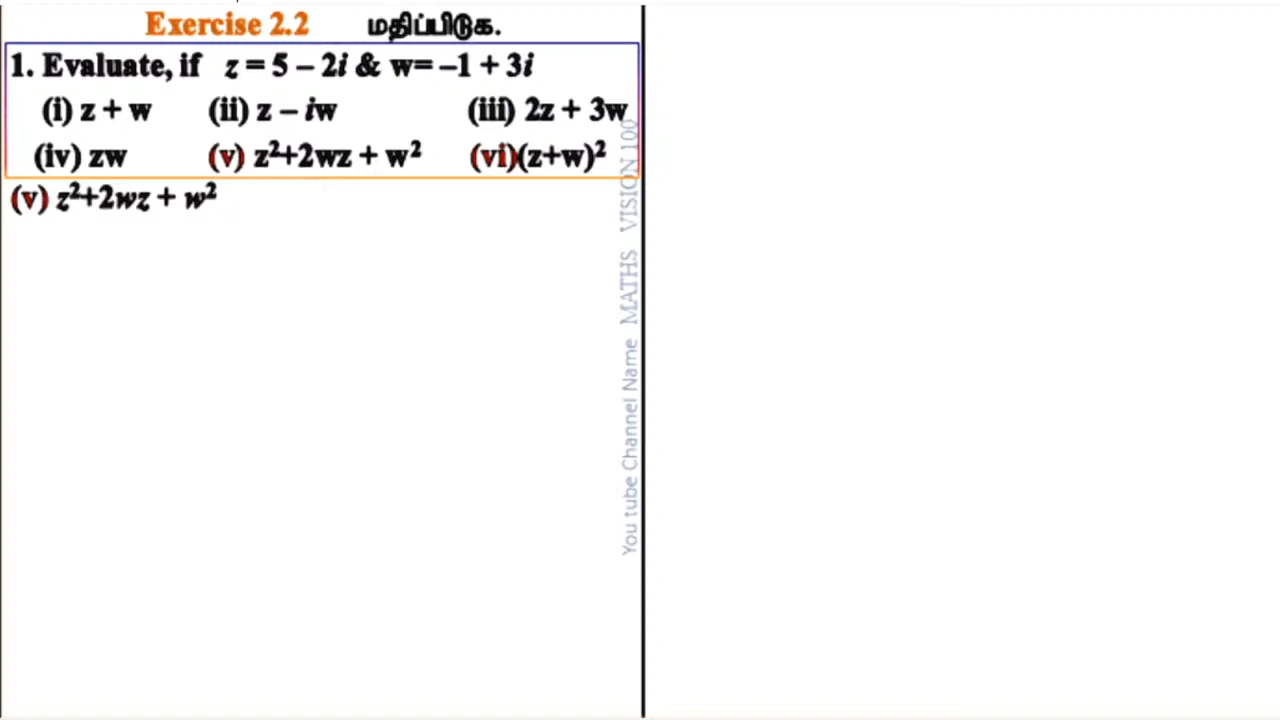 Exercise 2.2 மதிப்பிடுக.
1. Evaluate, if z = 5 – 2i & w= –1 + 3i
(i) z + w (ii) z – iw (iii) 2z + 3w
(iv) zw (v) z²+2wz + w² (vi)(z+w)²
(v) z²+2wz + w²
You tube Channel Name MATHS VISION 100